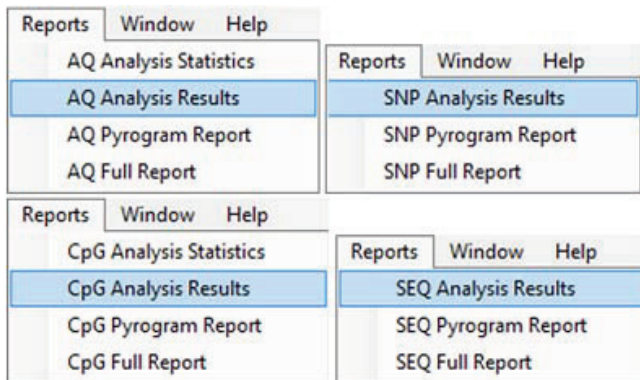 Reports Window Help
AQ Analysis Statistics
AQ Analysis Results
AQ Pyrogram Report
AQ Full Report
Reports Window Help
SNP Analysis Results
SNP Pyrogram Report
SNP Full Report
Reports Window Help
CpG Analysis Statistics
CpG Analysis Results
CpG Pyrogram Report
CpG Full Report
Reports Window Help
SEQ Analysis Results
SEQ Pyrogram Report
SEQ Full Report